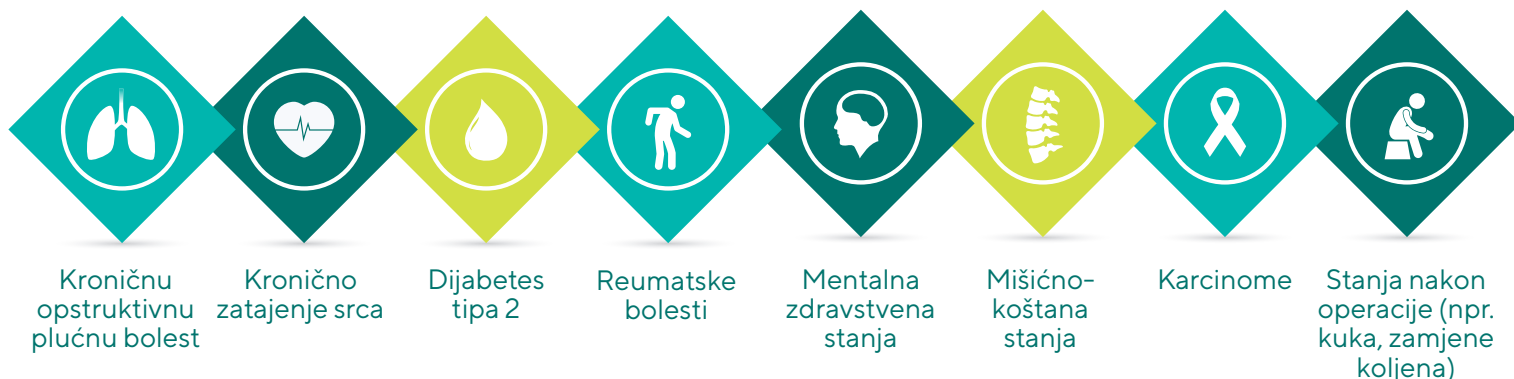 Kroničnu
opstruktivnu
plućnu bolest
Kronično
zatajenje srca
Dijabetes
tipa 2
Reumatske
bolesti
Mentalna
zdravstvena
stanja
Mišićno-
koštana
stanja
Karcinome
Stanja nakon
operacije (npr.
kuka, zamjene
koljena)